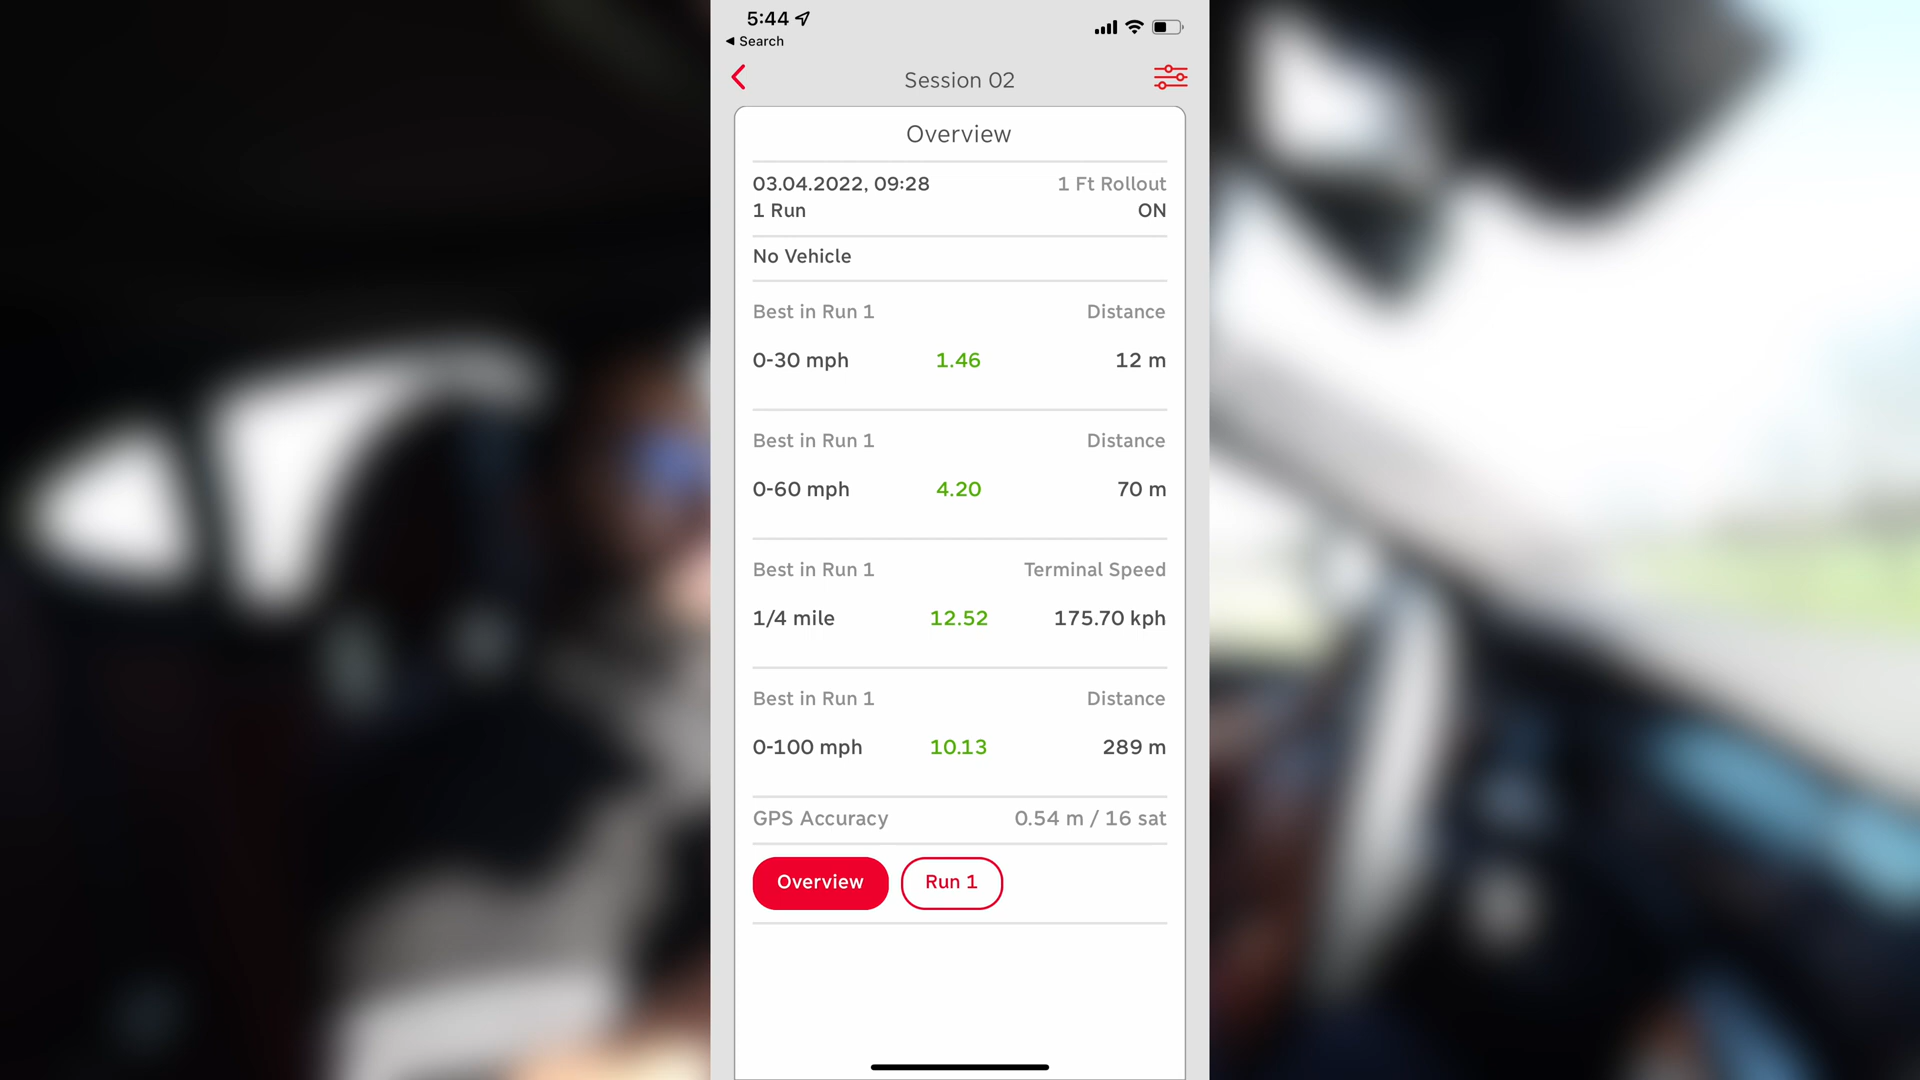 5:44
Search
Session 02
Overview
03.04.2022, 09:28 1 Ft Rollout
1 Run ON
No Vehicle
Best in Run 1 Distance
0-30 mph 1.46 12 m
Best in Run 1 Distance
0-60 mph 4.20 70 m
Best in Run 1 Terminal Speed
1/4 mile 12.52 175.70 kph
Best in Run 1 Distance
0-100 mph 10.13 289 m
GPS Accuracy 0.54 m / 16 sat
Overview Run 1